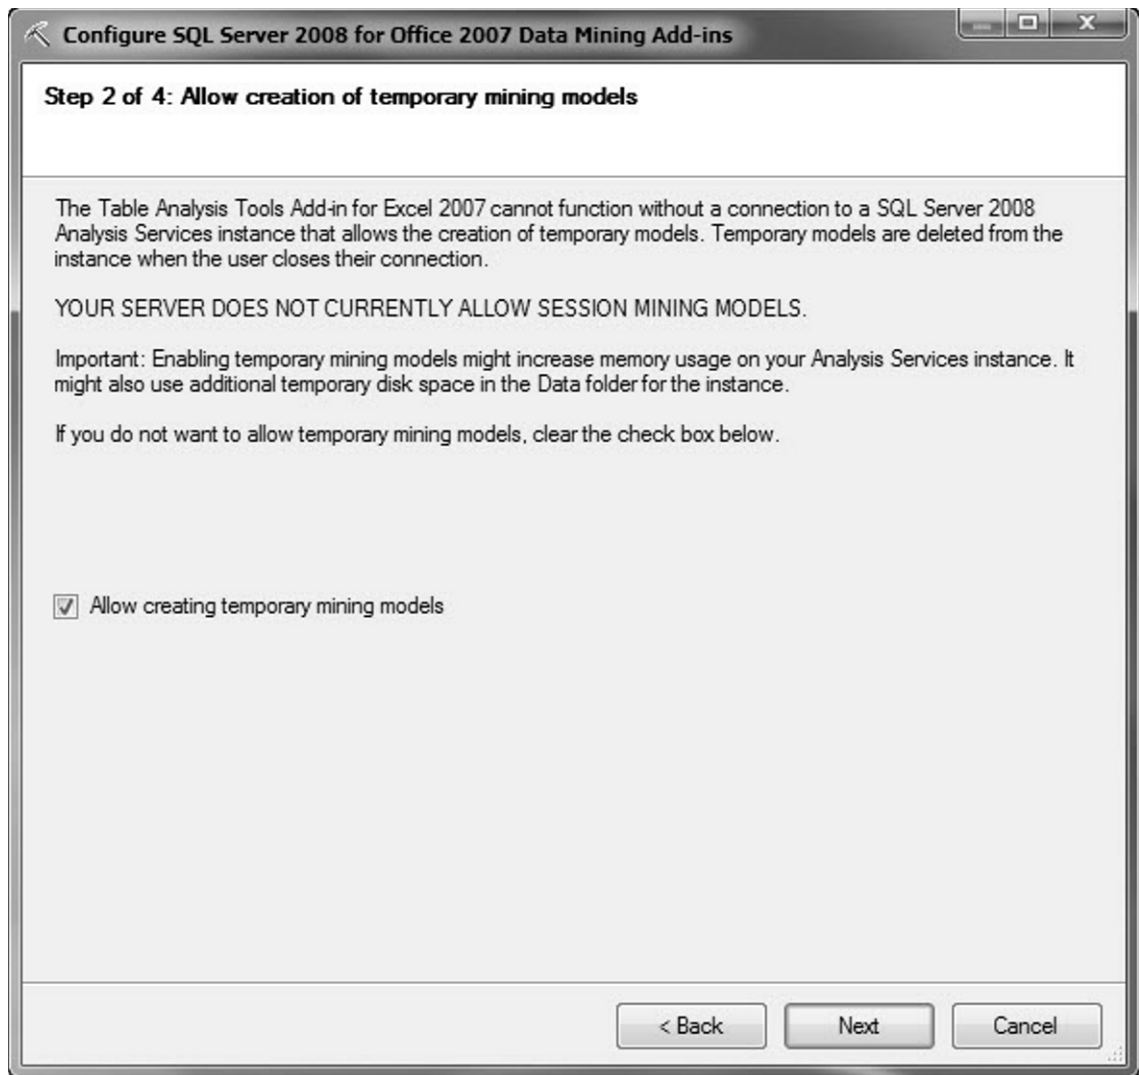 Configure SQL Server 2008 for Office 2007 Data Mining Add-ins
Step 2 of 4: Allow creation of temporary mining models
The Table Analysis Tools Add-in for Excel 2007 cannot function without a connection to a SQL Server 2008
Analysis Services instance that allows the creation of temporary models. Temporary models are deleted from the
instance when the user closes their connection.
YOUR SERVER DOES NOT CURRENTLY ALLOW SESSION MINING MODELS.
Important: Enabling temporary mining models might increase memory usage on your Analysis Services instance. It
might also use additional temporary disk space in the Data folder for the instance.
If you do not want to allow temporary mining models, clear the check box below.
Allow creating temporary mining models
< Back
Next
Cancel